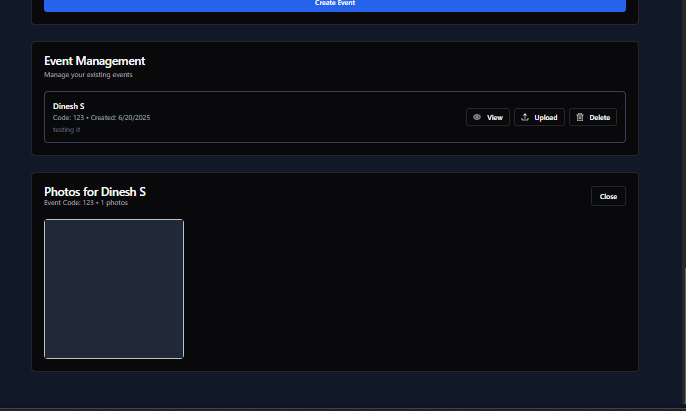 Create Event
Event Management
Manage your existing events
Dinesh S
Code: 123 • Created: 6/20/2025
testing it
View
Upload
Delete
Photos for Dinesh S
Event Code: 123 • 1 photos
Close